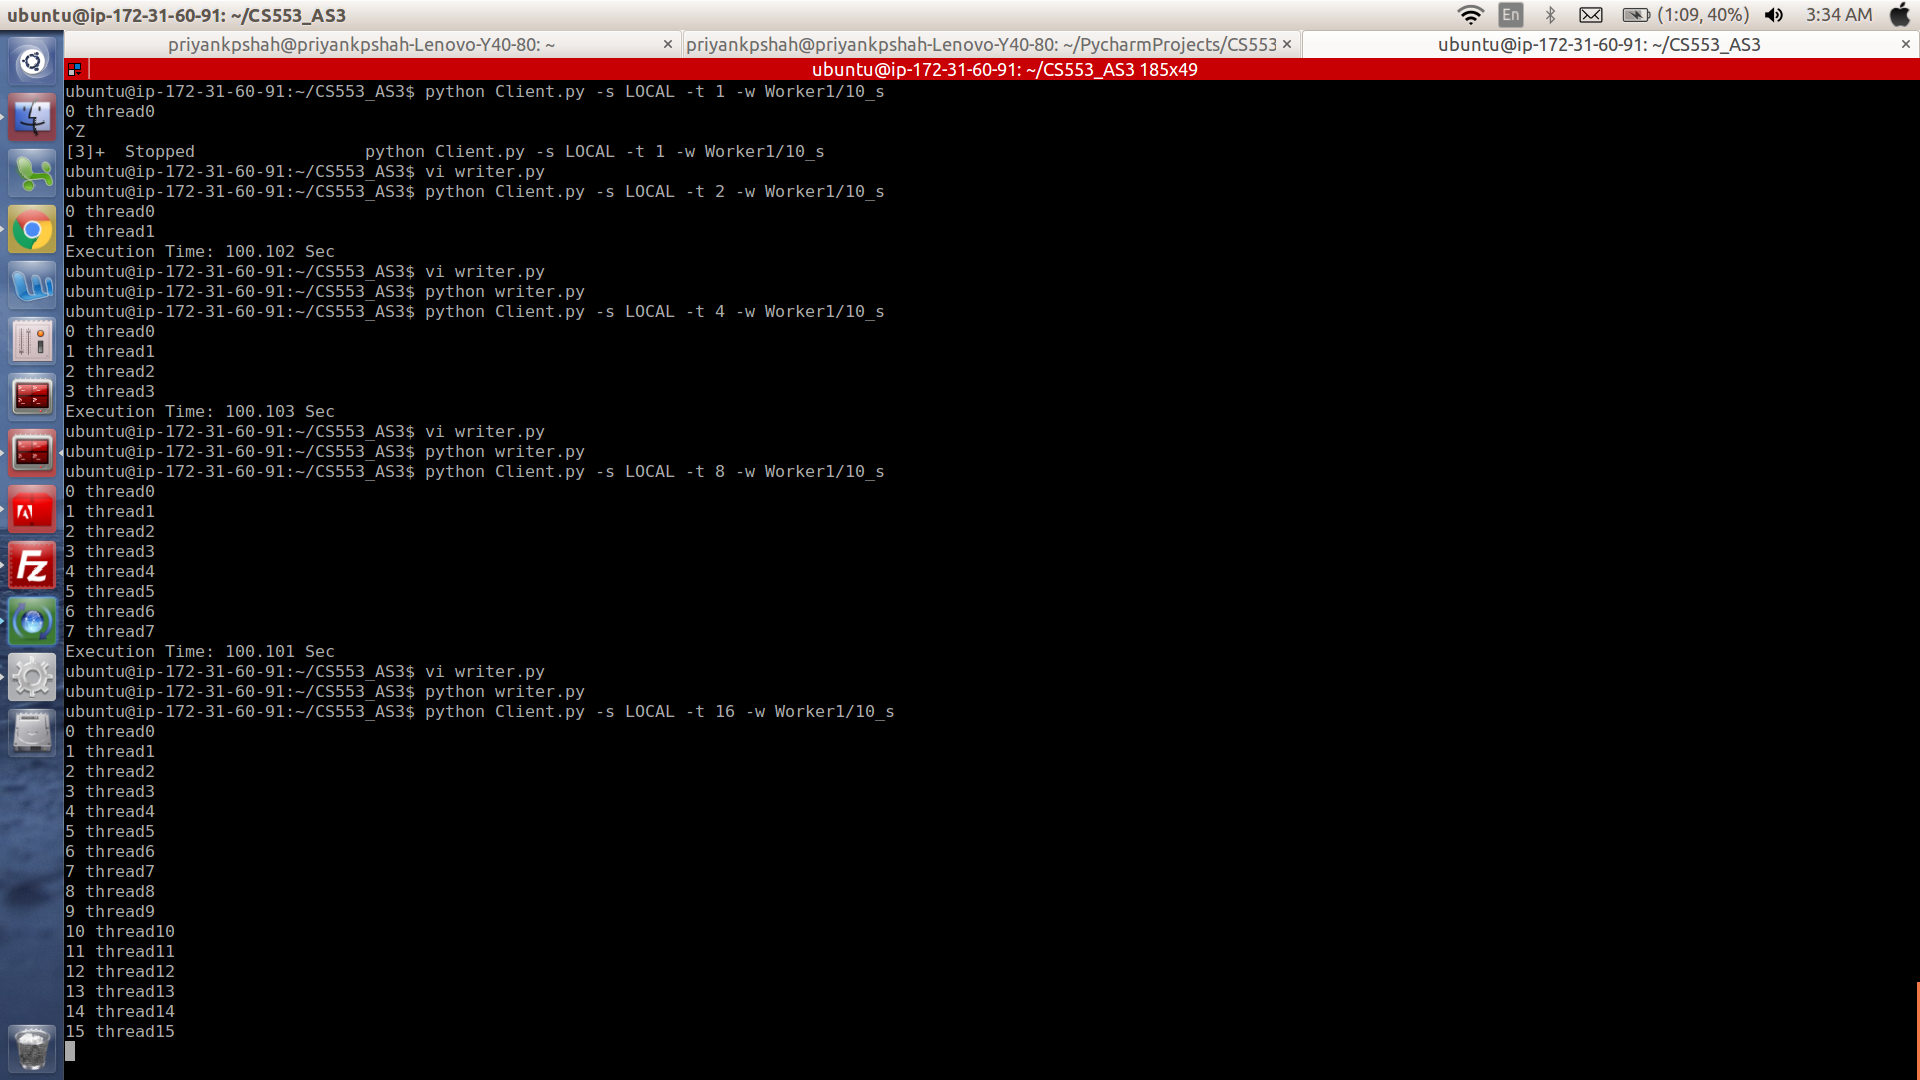 ubuntu@ip-172-31-60-91: ~/CS553_AS3
En
(1:09, 40%)
3:34 AM
priyankpshah@priyankpshah-Lenovo-Y40-80: ~
priyankpshah@priyankpshah-Lenovo-Y40-80: ~/PycharmProjects/CS553
ubuntu@ip-172-31-60-91: ~/CS553_AS3
ubuntu@ip-172-31-60-91: ~/CS553_AS3 185x49
ubuntu@ip-172-31-60-91:~/CS553_AS3$ python Client.py -s LOCAL -t 1 -w Worker1/10_s
0 thread0
^Z
[3]+  Stopped                 python Client.py -s LOCAL -t 1 -w Worker1/10_s
ubuntu@ip-172-31-60-91:~/CS553_AS3$ vi writer.py
ubuntu@ip-172-31-60-91:~/CS553_AS3$ python Client.py -s LOCAL -t 2 -w Worker1/10_s
0 thread0
1 thread1
Execution Time: 100.102 Sec
ubuntu@ip-172-31-60-91:~/CS553_AS3$ vi writer.py
ubuntu@ip-172-31-60-91:~/CS553_AS3$ python writer.py
ubuntu@ip-172-31-60-91:~/CS553_AS3$ python Client.py -s LOCAL -t 4 -w Worker1/10_s
0 thread0
1 thread1
2 thread2
3 thread3
Execution Time: 100.103 Sec
ubuntu@ip-172-31-60-91:~/CS553_AS3$ vi writer.py
ubuntu@ip-172-31-60-91:~/CS553_AS3$ python writer.py
ubuntu@ip-172-31-60-91:~/CS553_AS3$ python Client.py -s LOCAL -t 8 -w Worker1/10_s
0 thread0
1 thread1
2 thread2
3 thread3
4 thread4
5 thread5
6 thread6
7 thread7
Execution Time: 100.101 Sec
ubuntu@ip-172-31-60-91:~/CS553_AS3$ vi writer.py
ubuntu@ip-172-31-60-91:~/CS553_AS3$ python writer.py
ubuntu@ip-172-31-60-91:~/CS553_AS3$ python Client.py -s LOCAL -t 16 -w Worker1/10_s
0 thread0
1 thread1
2 thread2
3 thread3
4 thread4
5 thread5
6 thread6
7 thread7
8 thread8
9 thread9
10 thread10
11 thread11
12 thread12
13 thread13
14 thread14
15 thread15
Fz